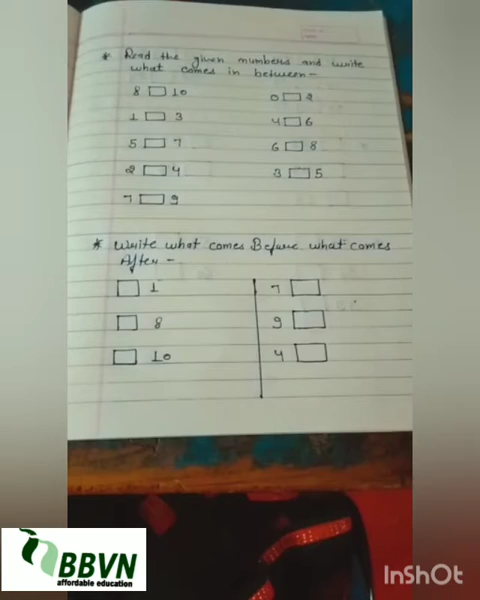 * Read the given numbers and write
what comes in between-
8 □ 10 0 □ 2
1 □ 3 4 □ 6
5 □ 7 6 □ 8
2 □ 4 3 □ 5
7 □ 9
* Write what comes Before what comes
After-
□ 1 7 □
□ 8 9 □
□ 10 4 □
BBVN
affordable education
InShOt